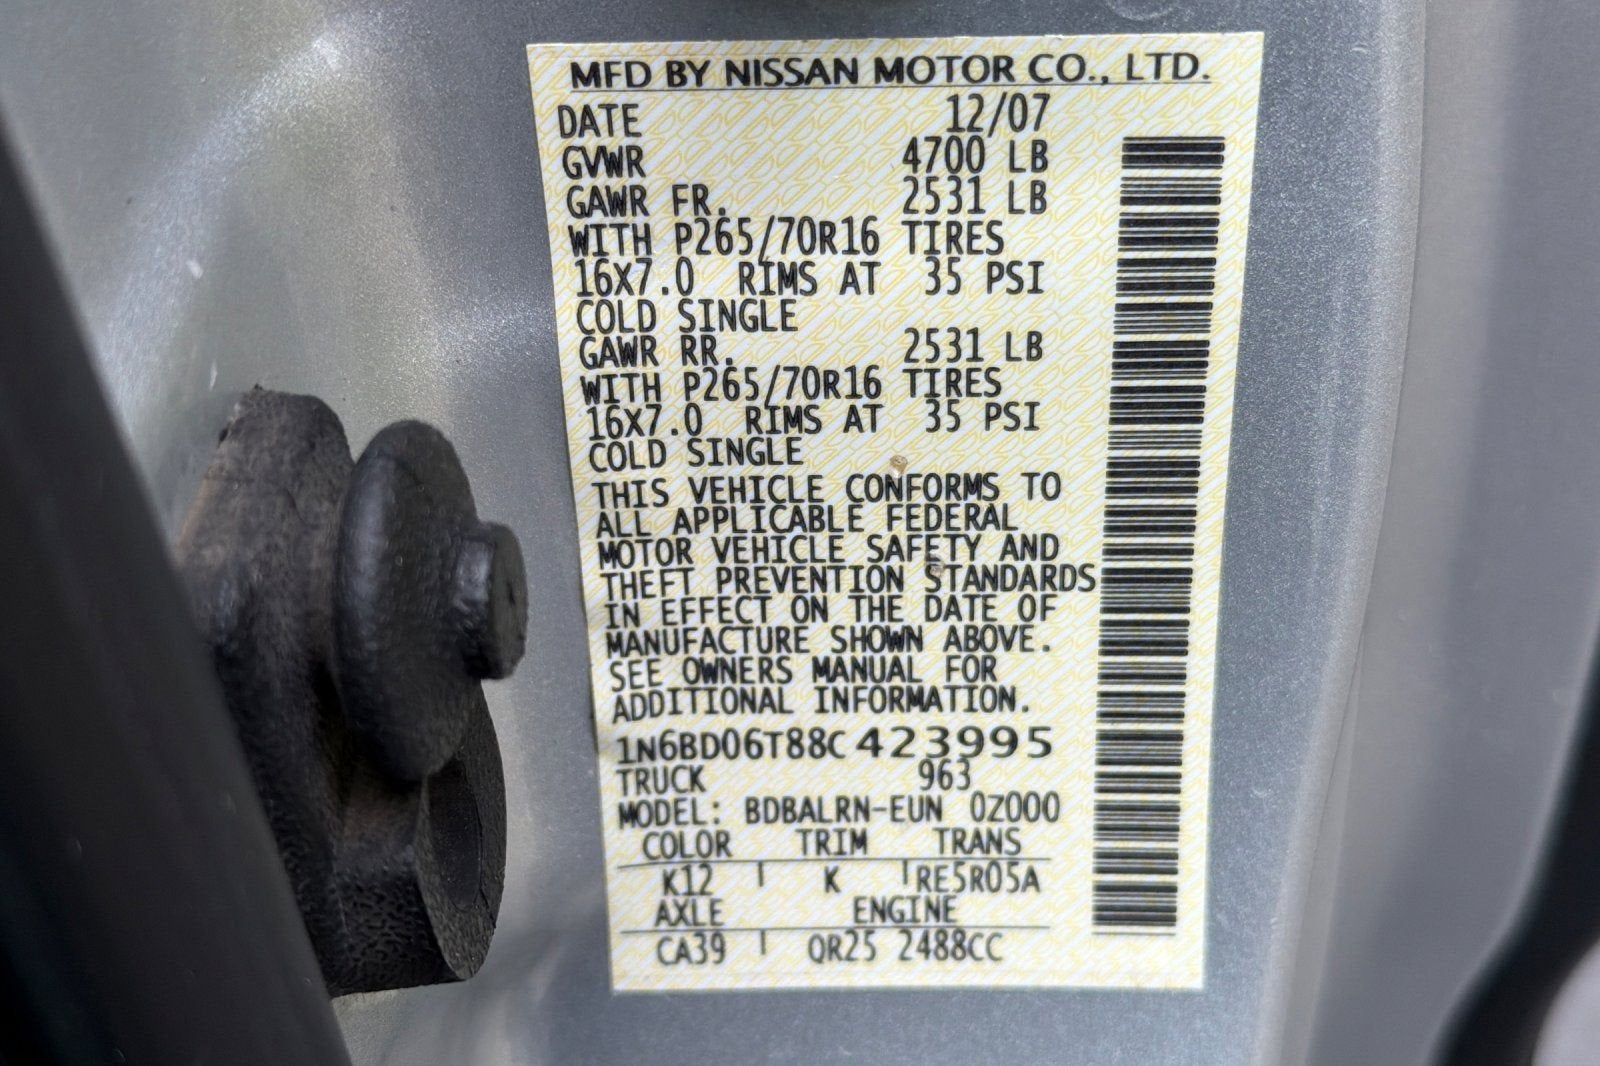 MFD BY NISSAN MOTOR CO., LTD.
DATE 12/07
GVWR 4700 LB
GAWR FR. 2531 LB
WITH P265/70R16 TIRES
16X7.0 RIMS AT 35 PSI
COLD SINGLE
GAWR RR. 2531 LB
WITH P265/70R16 TIRES
16X7.0 RIMS AT 35 PSI
COLD SINGLE
THIS VEHICLE CONFORMS TO
ALL APPLICABLE FEDERAL
MOTOR VEHICLE SAFETY AND
THEFT PREVENTION STANDARDS
IN EFFECT ON THE DATE OF
MANUFACTURE SHOWN ABOVE.
SEE OWNERS MANUAL FOR
ADDITIONAL INFORMATION.
1N6BD06T88C423995
TRUCK 963
MODEL: BDBALRN-EUN 0Z000
COLOR TRIM TRANS
K12 K RE5R05A
AXLE ENGINE
CA39 QR25 2488CC